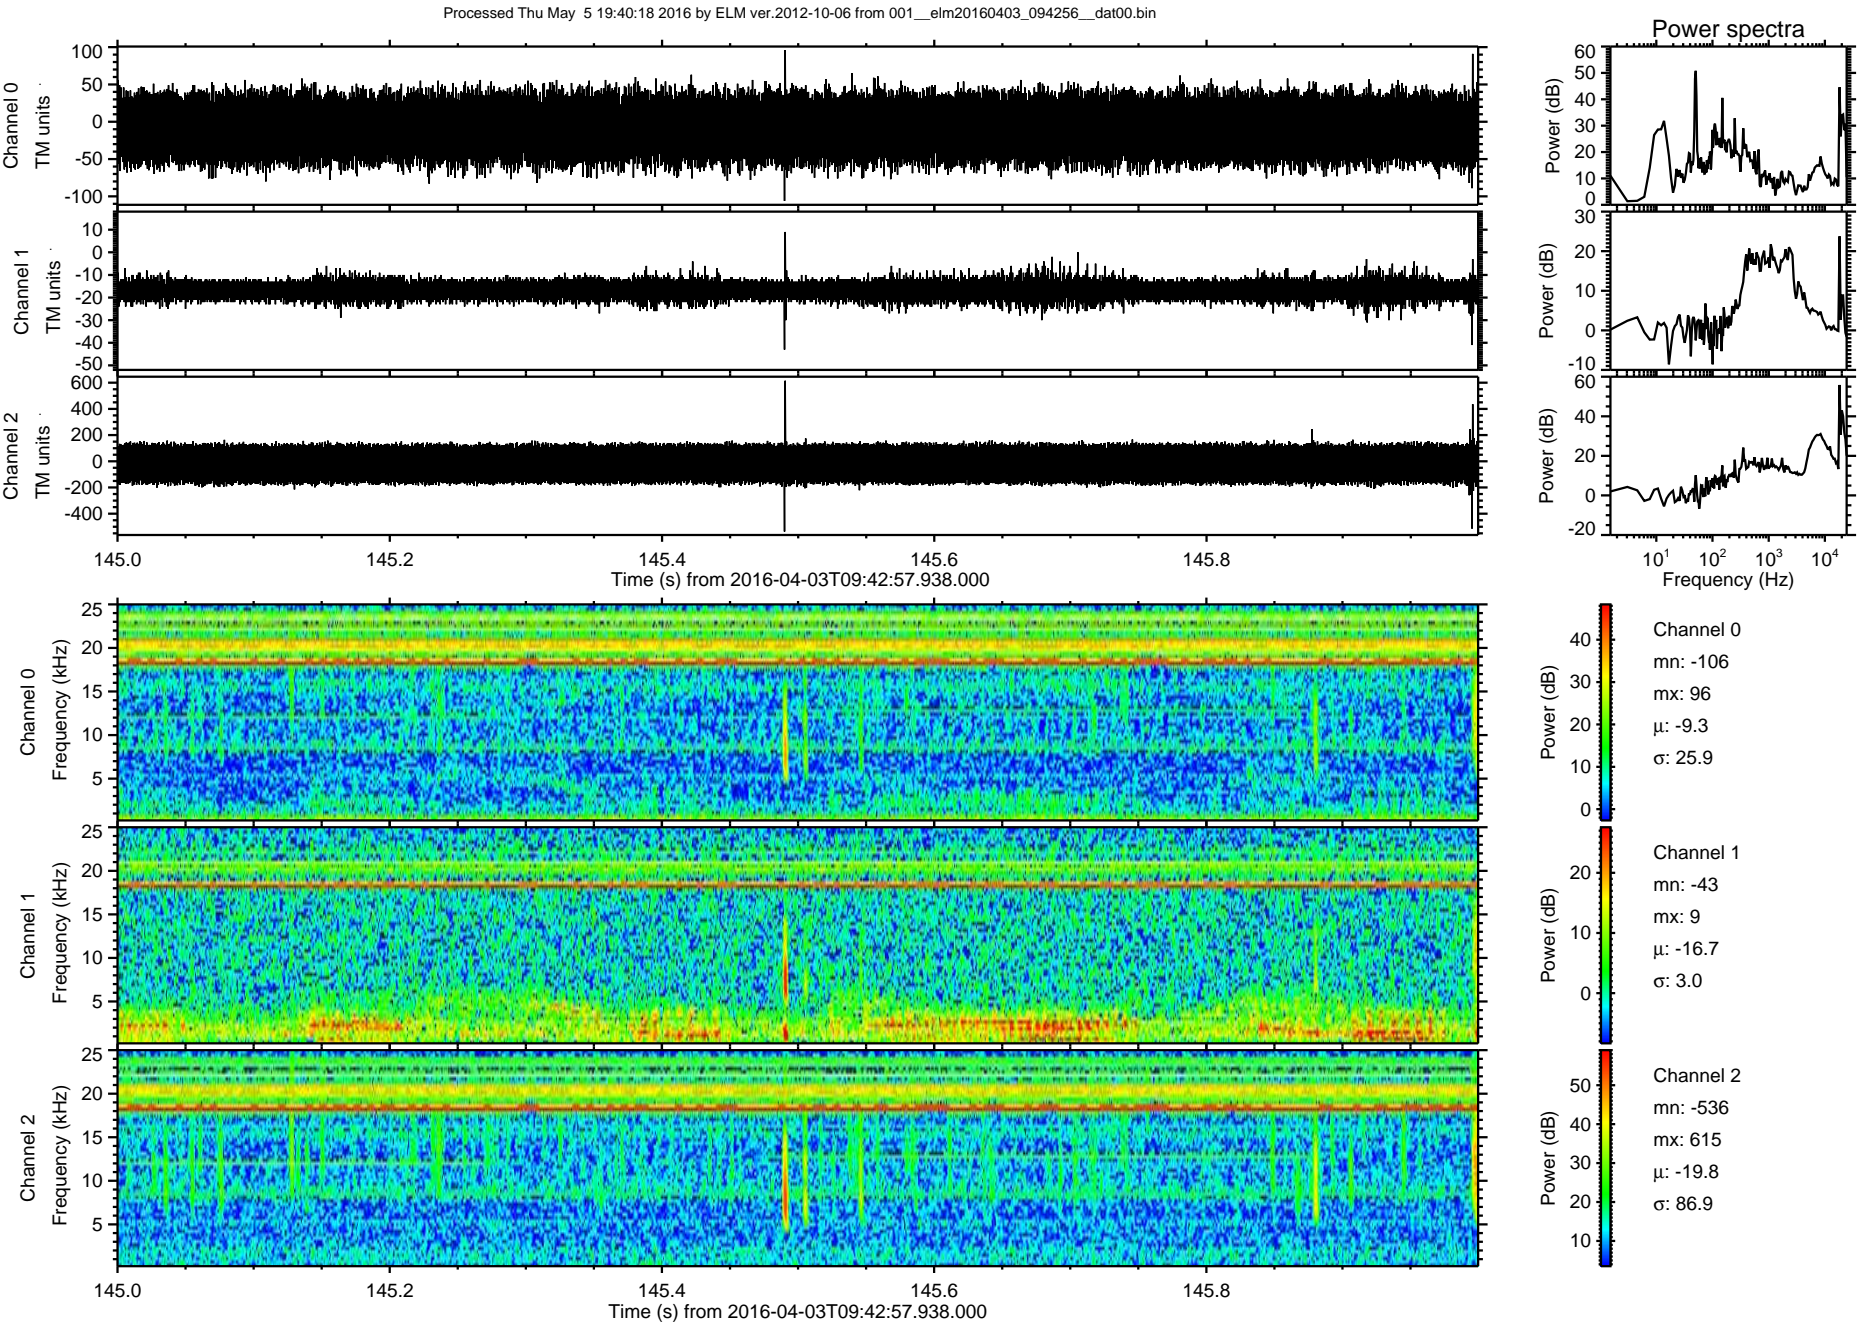 Processed Thu May  5 19:40:18 2016 by ELM ver.2012-10-06 from 001__elm20160403_094256__dat00.bin
Power spectra
Channel 0
TM units
100
50
0
-50
-100
Power (dB)
60
50
40
30
20
10
0
Channel 1
TM units
10
0
-10
-20
-30
-40
-50
Power (dB)
30
20
10
0
-10
Channel 2
TM units
600
400
200
0
-200
-400
Power (dB)
60
40
20
0
-20
145.0 145.2 145.4 145.6 145.8
Time (s) from 2016-04-03T09:42:57.938.000
10^1 10^2 10^3 10^4
Frequency (Hz)
Channel 0
Frequency (kHz)
25
20
15
10
5
Power (dB)
40
30
20
10
0
Channel 0
mn: -106
mx: 96
μ: -9.3
σ: 25.9
Channel 1
Frequency (kHz)
25
20
15
10
5
Power (dB)
20
10
0
Channel 1
mn: -43
mx: 9
μ: -16.7
σ: 3.0
Channel 2
Frequency (kHz)
25
20
15
10
5
Power (dB)
50
40
30
20
10
Channel 2
mn: -536
mx: 615
μ: -19.8
σ: 86.9
145.0 145.2 145.4 145.6 145.8
Time (s) from 2016-04-03T09:42:57.938.000